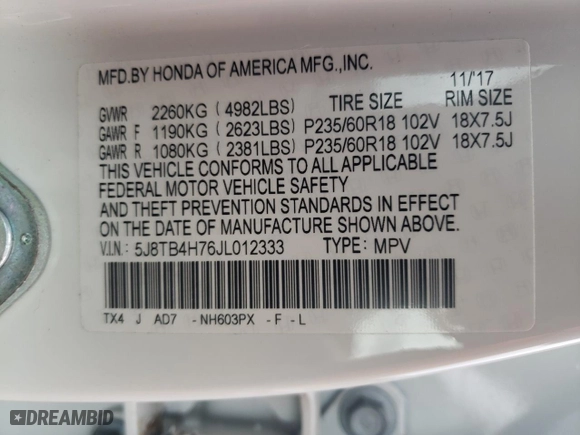 MFD.BY HONDA OF AMERICA MFG.,INC.
11/'17
GVWR 2260KG (4982LBS) TIRE SIZE RIM SIZE
GAWR F 1190KG (2623LBS) P235/60R18 102V 18X7.5J
GAWR R 1080KG (2381LBS) P235/60R18 102V 18X7.5J
THIS VEHICLE CONFORMS TO ALL APPLICABLE
FEDERAL MOTOR VEHICLE SAFETY
AND THEFT PREVENTION STANDARDS IN EFFECT
ON THE DATE OF MANUFACTURE SHOWN ABOVE.
V.I.N.: 5J8TB4H76JL012333 TYPE: MPV
TX4 J AD7 -NH603PX -F-L
DREAMBID